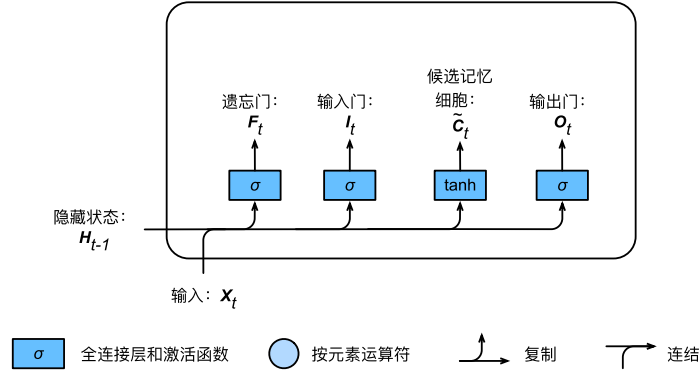 候选记忆
遗忘门： 输入门： 细胞： 输出门：
F_t I_t C̃_t O_t
σ σ tanh σ
隐藏状态：
H_{t-1}
输入：X_t
σ 全连接层和激活函数 按元素运算符 复制 连结